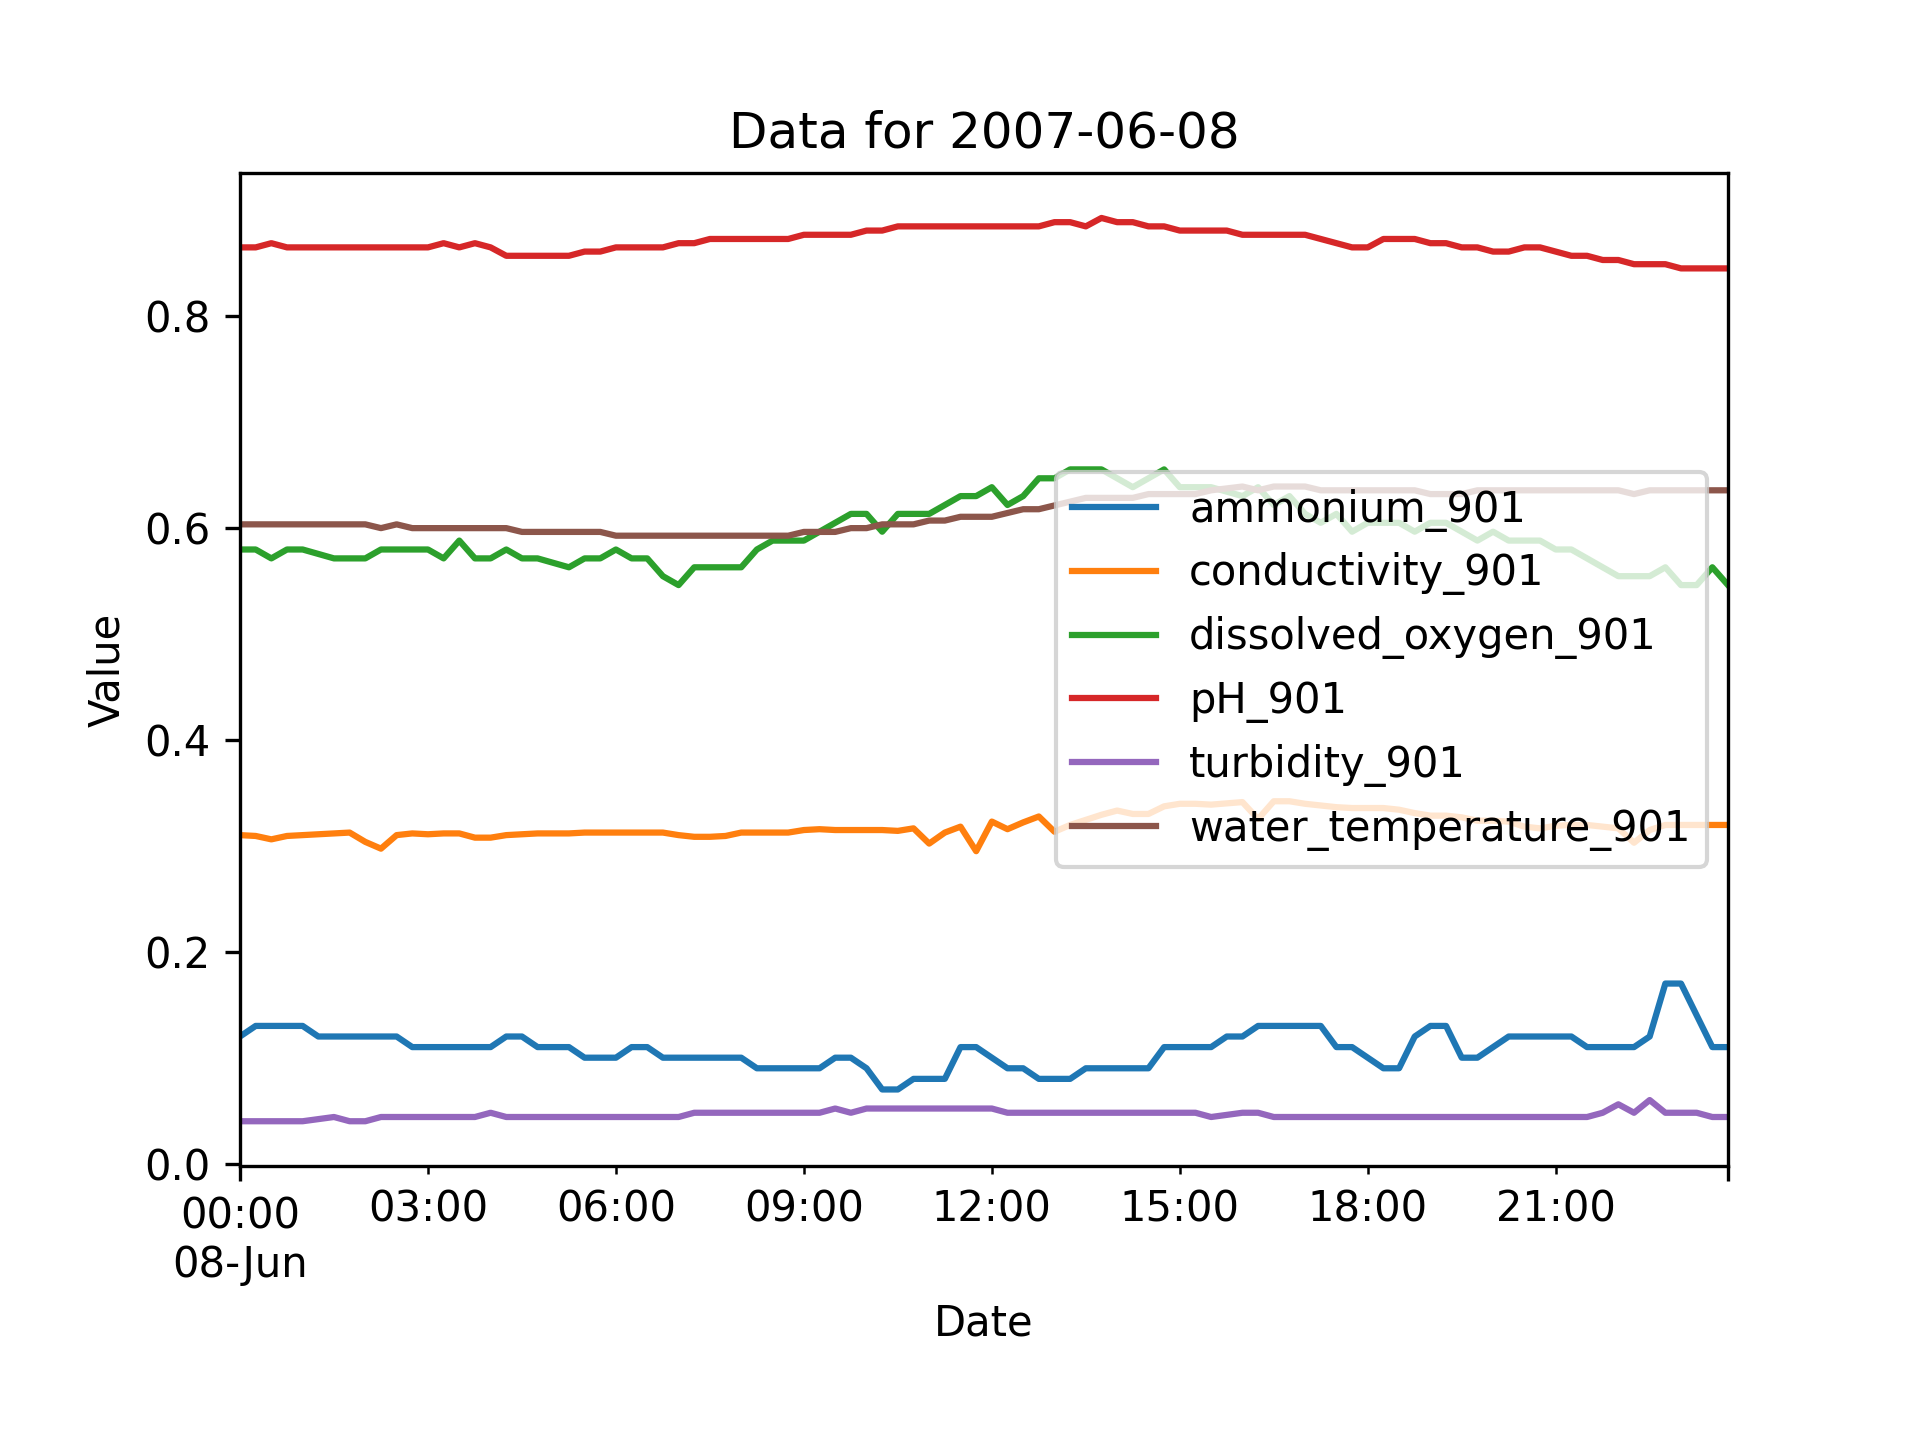 Data for 2007-06-08
Value
0.8
0.6
0.4
0.2
0.0
ammonium_901
conductivity_901
dissolved_oxygen_901
pH_901
turbidity_901
water_temperature_901
00:00 03:00 06:00 09:00 12:00 15:00 18:00 21:00
08-Jun
Date